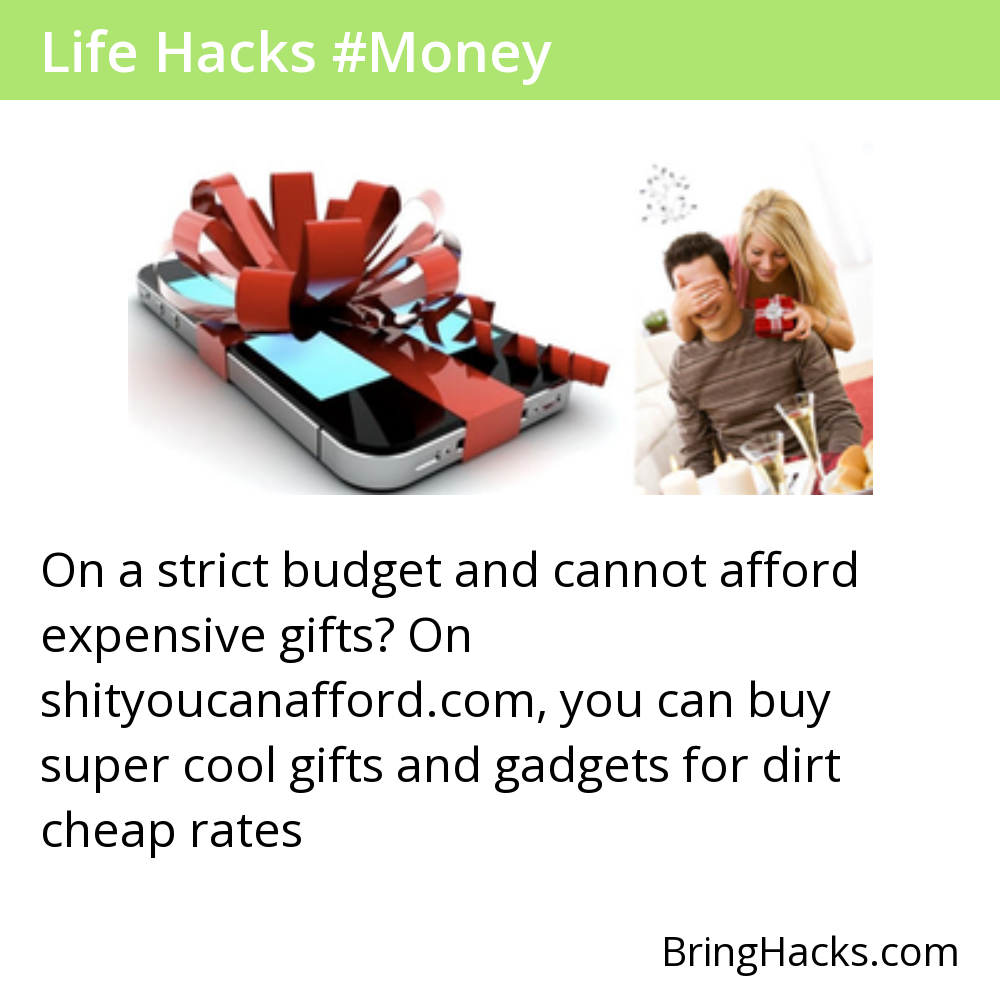 Life Hacks #Money
On a strict budget and cannot afford
expensive gifts? On
shityoucanafford.com, you can buy
super cool gifts and gadgets for dirt
cheap rates
BringHacks.com